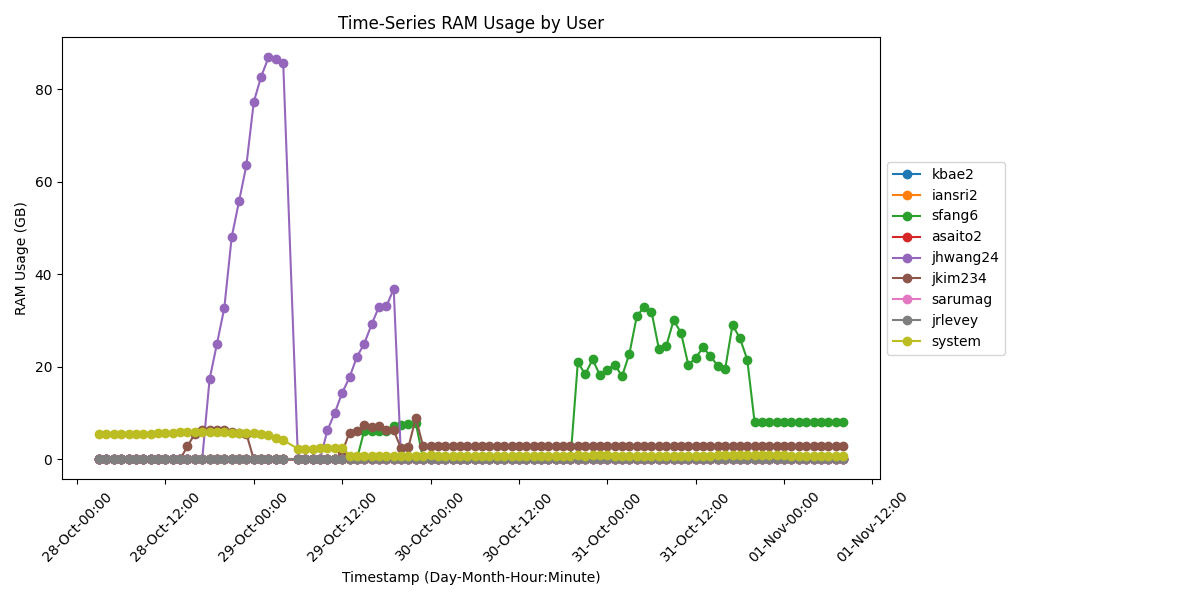 Time-Series RAM Usage by User
RAM Usage (GB)
80
60
40
20
0
28-Oct-00:00
28-Oct-12:00
29-Oct-00:00
29-Oct-12:00
30-Oct-00:00
30-Oct-12:00
31-Oct-00:00
31-Oct-12:00
01-Nov-00:00
01-Nov-12:00
Timestamp (Day-Month-Hour:Minute)
kbae2
iansri2
sfang6
asaito2
jhwang24
jkim234
sarumag
jrlevey
system